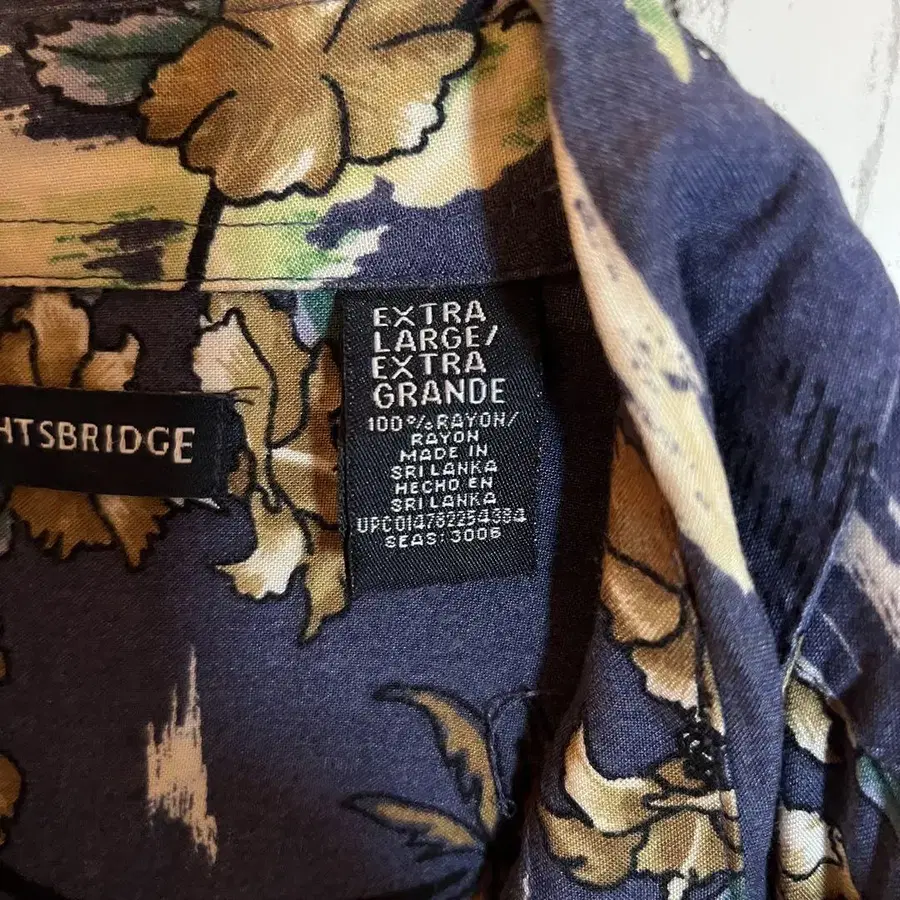 HTSBRIDGE
EXTRA
LARGE/
EXTRA
GRANDE
100%RAYON/
RAYON
MADE IN
SRI LANKA
HECHO EN
SRI LANKA
UPC014782254384
SEAS:3006